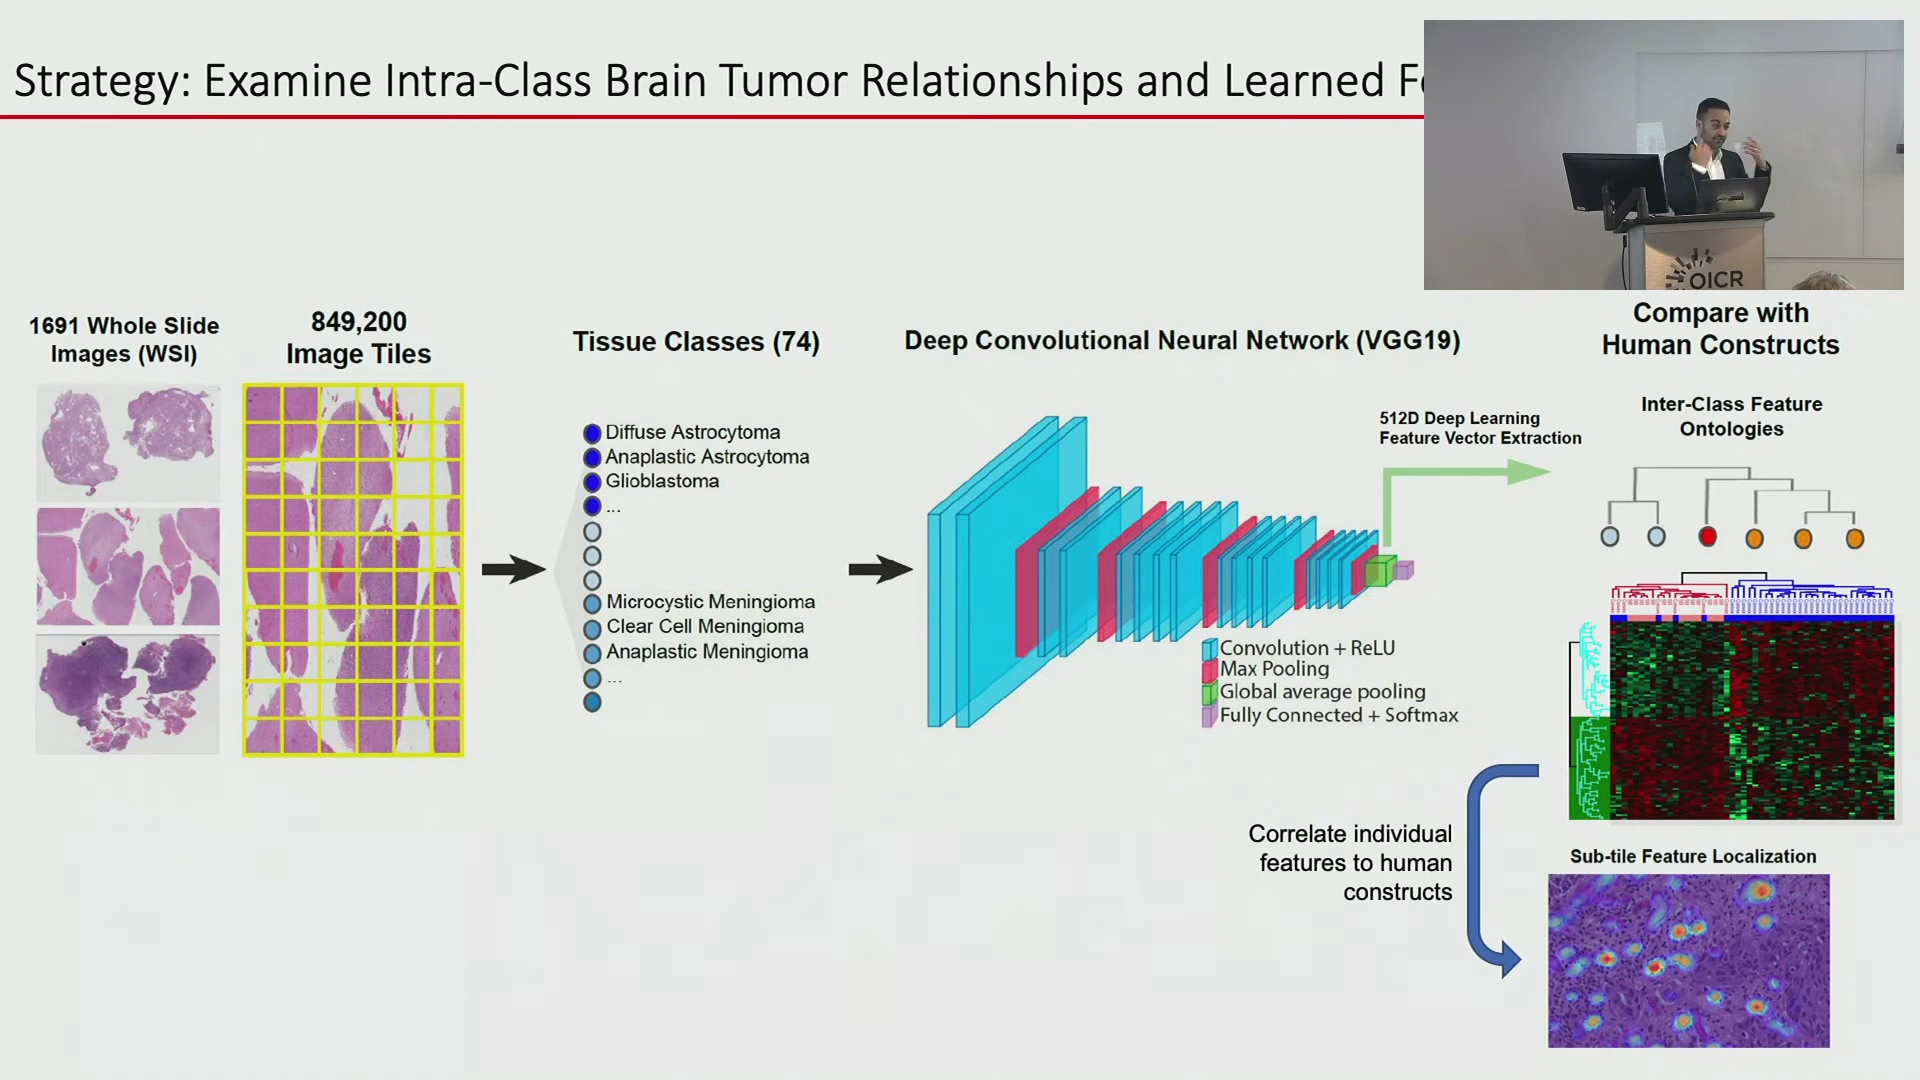 Strategy: Examine Intra-Class Brain Tumor Relationships and Learned
OICR
1691 Whole Slide
Images (WSI)
849,200
Image Tiles
Tissue Classes (74)
Diffuse Astrocytoma
Anaplastic Astrocytoma
Glioblastoma
...
Microcystic Meningioma
Clear Cell Meningioma
Anaplastic Meningioma
...
Deep Convolutional Neural Network (VGG19)
512D Deep Learning
Feature Vector Extraction
Convolution + ReLU
Max Pooling
Global average pooling
Fully Connected + Softmax
Compare with
Human Constructs
Inter-Class Feature
Ontologies
Correlate individual
features to human
constructs
Sub-tile Feature Localization